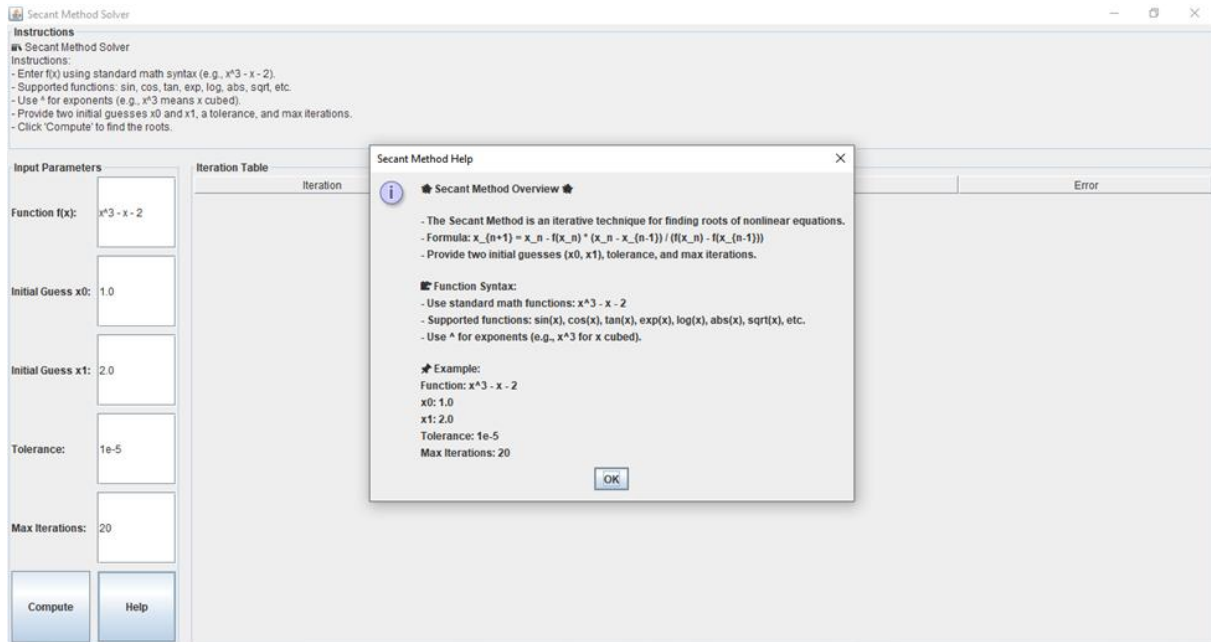 Secant Method Solver
Instructions
Secant Method Solver
Instructions:
- Enter f(x) using standard math syntax (e.g., x^3 - x - 2).
- Supported functions: sin, cos, tan, exp, log, abs, sqrt, etc.
- Use ^ for exponents (e.g., x^3 means x cubed).
- Provide two initial guesses x0 and x1, a tolerance, and max iterations.
- Click 'Compute' to find the roots.
Input Parameters
Function f(x): x^3 - x - 2
Initial Guess x0: 1.0
Initial Guess x1: 2.0
Tolerance: 1e-5
Max Iterations: 20
Compute Help
Iteration Table
Iteration Error
Secant Method Help
Secant Method Overview
- The Secant Method is an iterative technique for finding roots of nonlinear equations.
- Formula: x_{n+1} = x_n - f(x_n) * (x_n - x_{n-1}) / (f(x_n) - f(x_{n-1}))
- Provide two initial guesses (x0, x1), tolerance, and max iterations.
Function Syntax:
- Use standard math functions: x^3 - x - 2
- Supported functions: sin(x), cos(x), tan(x), exp(x), log(x), abs(x), sqrt(x), etc.
- Use ^ for exponents (e.g., x^3 for x cubed).
Example:
Function: x^3 - x - 2
x0: 1.0
x1: 2.0
Tolerance: 1e-5
Max Iterations: 20
OK